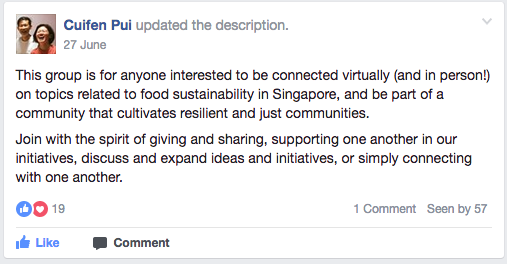 Cuifen Pui updated the description.
27 June
This group is for anyone interested to be connected virtually (and in person!)
on topics related to food sustainability in Singapore, and be part of a
community that cultivates resilient and just communities.
Join with the spirit of giving and sharing, supporting one another in our
initiatives, discuss and expand ideas and initiatives, or simply connecting
with one another.
19 1 Comment Seen by 57
Like Comment